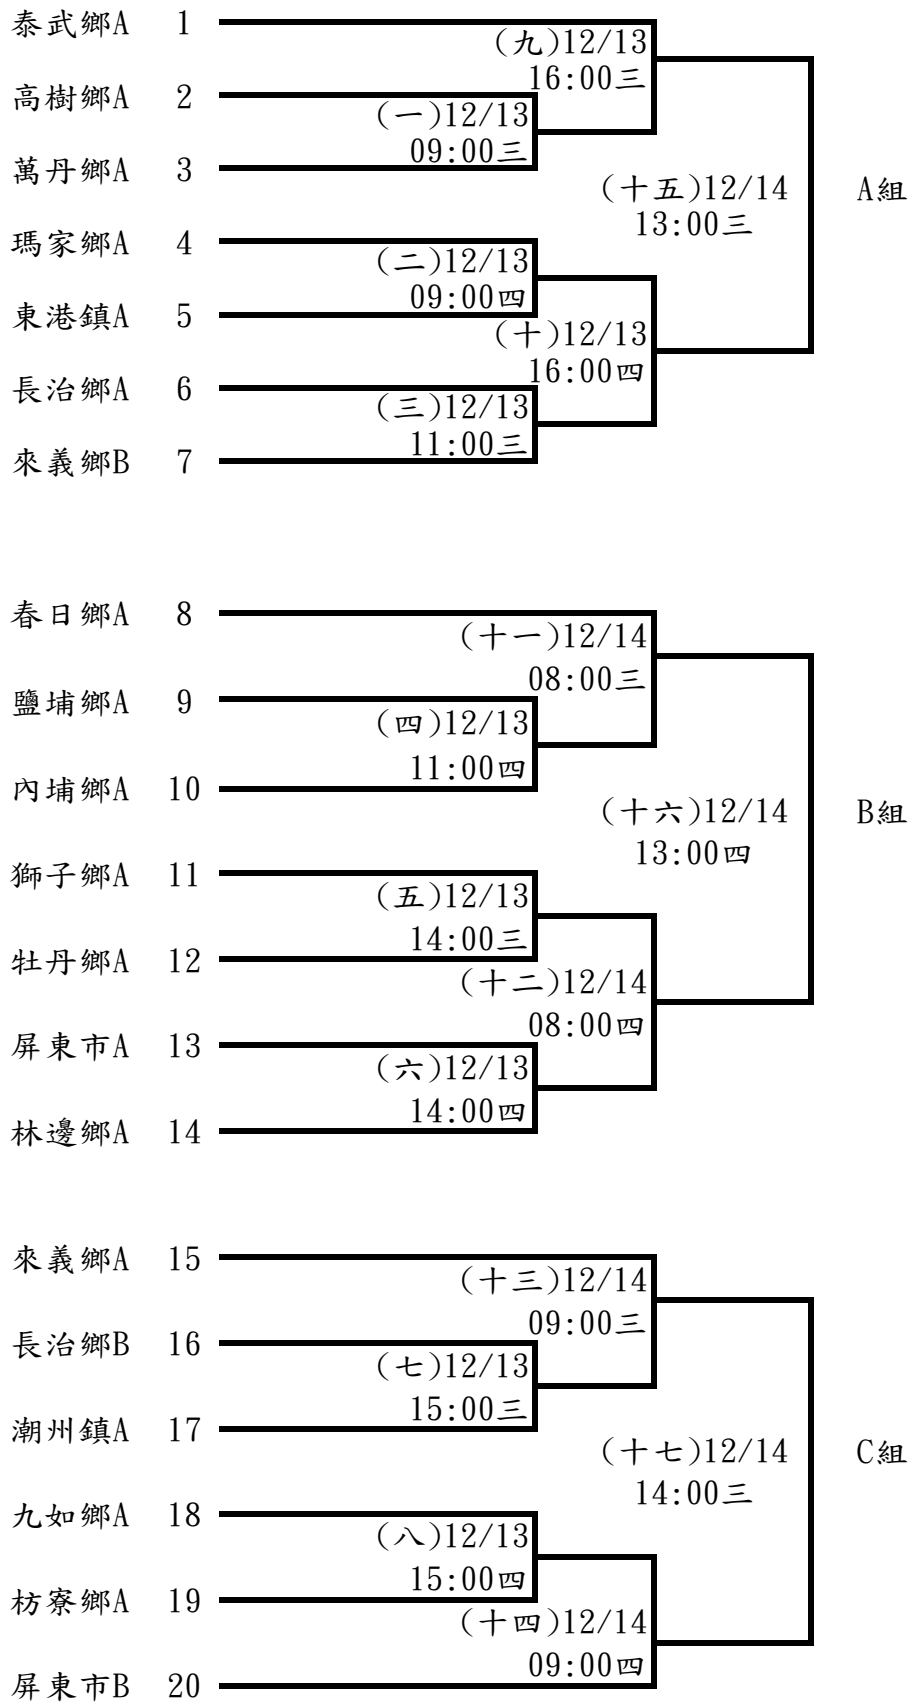 泰武鄉A 1
(九)12/13
16:00三
高樹鄉A 2
(一)12/13
09:00三
萬丹鄉A 3
(十五)12/14
13:00三
A組
瑪家鄉A 4
(二)12/13
09:00四
東港鎮A 5
(十)12/13
16:00四
長治鄉A 6
(三)12/13
11:00三
來義鄉B 7
春日鄉A 8
(十一)12/14
08:00三
鹽埔鄉A 9
(四)12/13
11:00四
內埔鄉A 10
(十六)12/14
13:00四
B組
獅子鄉A 11
(五)12/13
14:00三
牡丹鄉A 12
(十二)12/14
08:00四
屏東市A 13
(六)12/13
14:00四
林邊鄉A 14
來義鄉A 15
(十三)12/14
09:00三
長治鄉B 16
(七)12/13
15:00三
潮州鎮A 17
(十七)12/14
14:00三
C組
九如鄉A 18
(八)12/13
15:00四
枋寮鄉A 19
(十四)12/14
09:00四
屏東市B 20